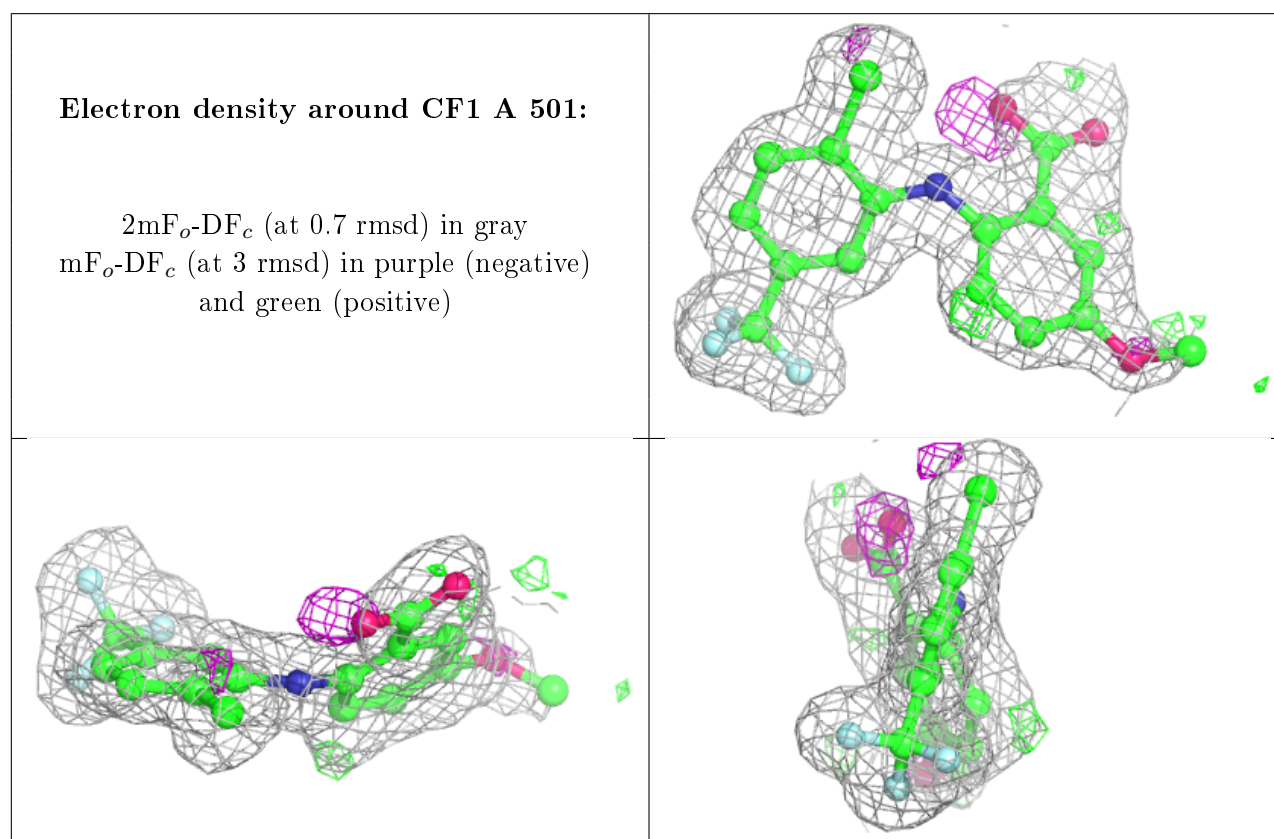 Electron density around CF1 A 501:
2mFₒ-DF𝒸 (at 0.7 rmsd) in gray
mFₒ-DF𝒸 (at 3 rmsd) in purple (negative)
and green (positive)